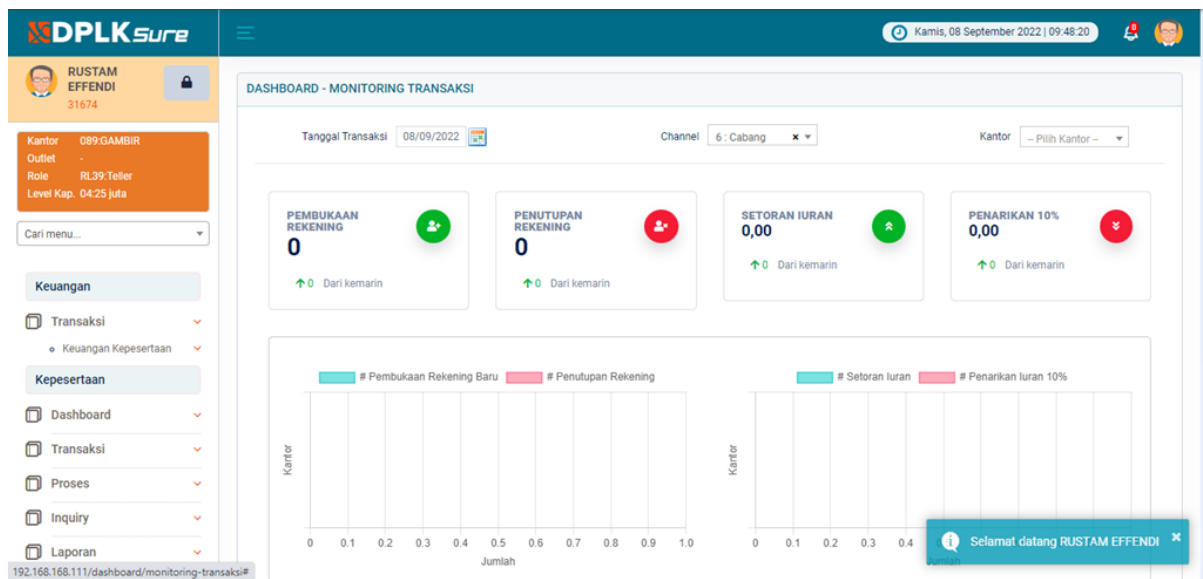 DPLKSure
Kamis, 08 September 2022 | 09:48:20
RUSTAM
EFFENDI
31674
Kantor 089:GAMBIR
Outlet -
Role RL39:Teller
Level Kap. 04:25 juta
Cari menu...
Keuangan
Transaksi
Keuangan Kepesertaan
Kepesertaan
Dashboard
Transaksi
Proses
Inquiry
Laporan
192.168.168.111/dashboard/monitoring-transaksi#
DASHBOARD - MONITORING TRANSAKSI
Tanggal Transaksi 08/09/2022
Channel 6 : Cabang
Kantor -- Pilih Kantor --
PEMBUKAAN
REKENING
0
0 Dari kemarin
PENUTUPAN
REKENING
0
0 Dari kemarin
SETORAN IURAN
0,00
0 Dari kemarin
PENARIKAN 10%
0,00
0 Dari kemarin
# Pembukaan Rekening Baru # Penutupan Rekening
Kantor
0 0.1 0.2 0.3 0.4 0.5 0.6 0.7 0.8 0.9 1.0
Jumlah
# Setoran Iuran # Penarikan Iuran 10%
Kantor
0 0.1 0.2 0.3 0.4
Jumlah
Selamat datang RUSTAM EFFENDI